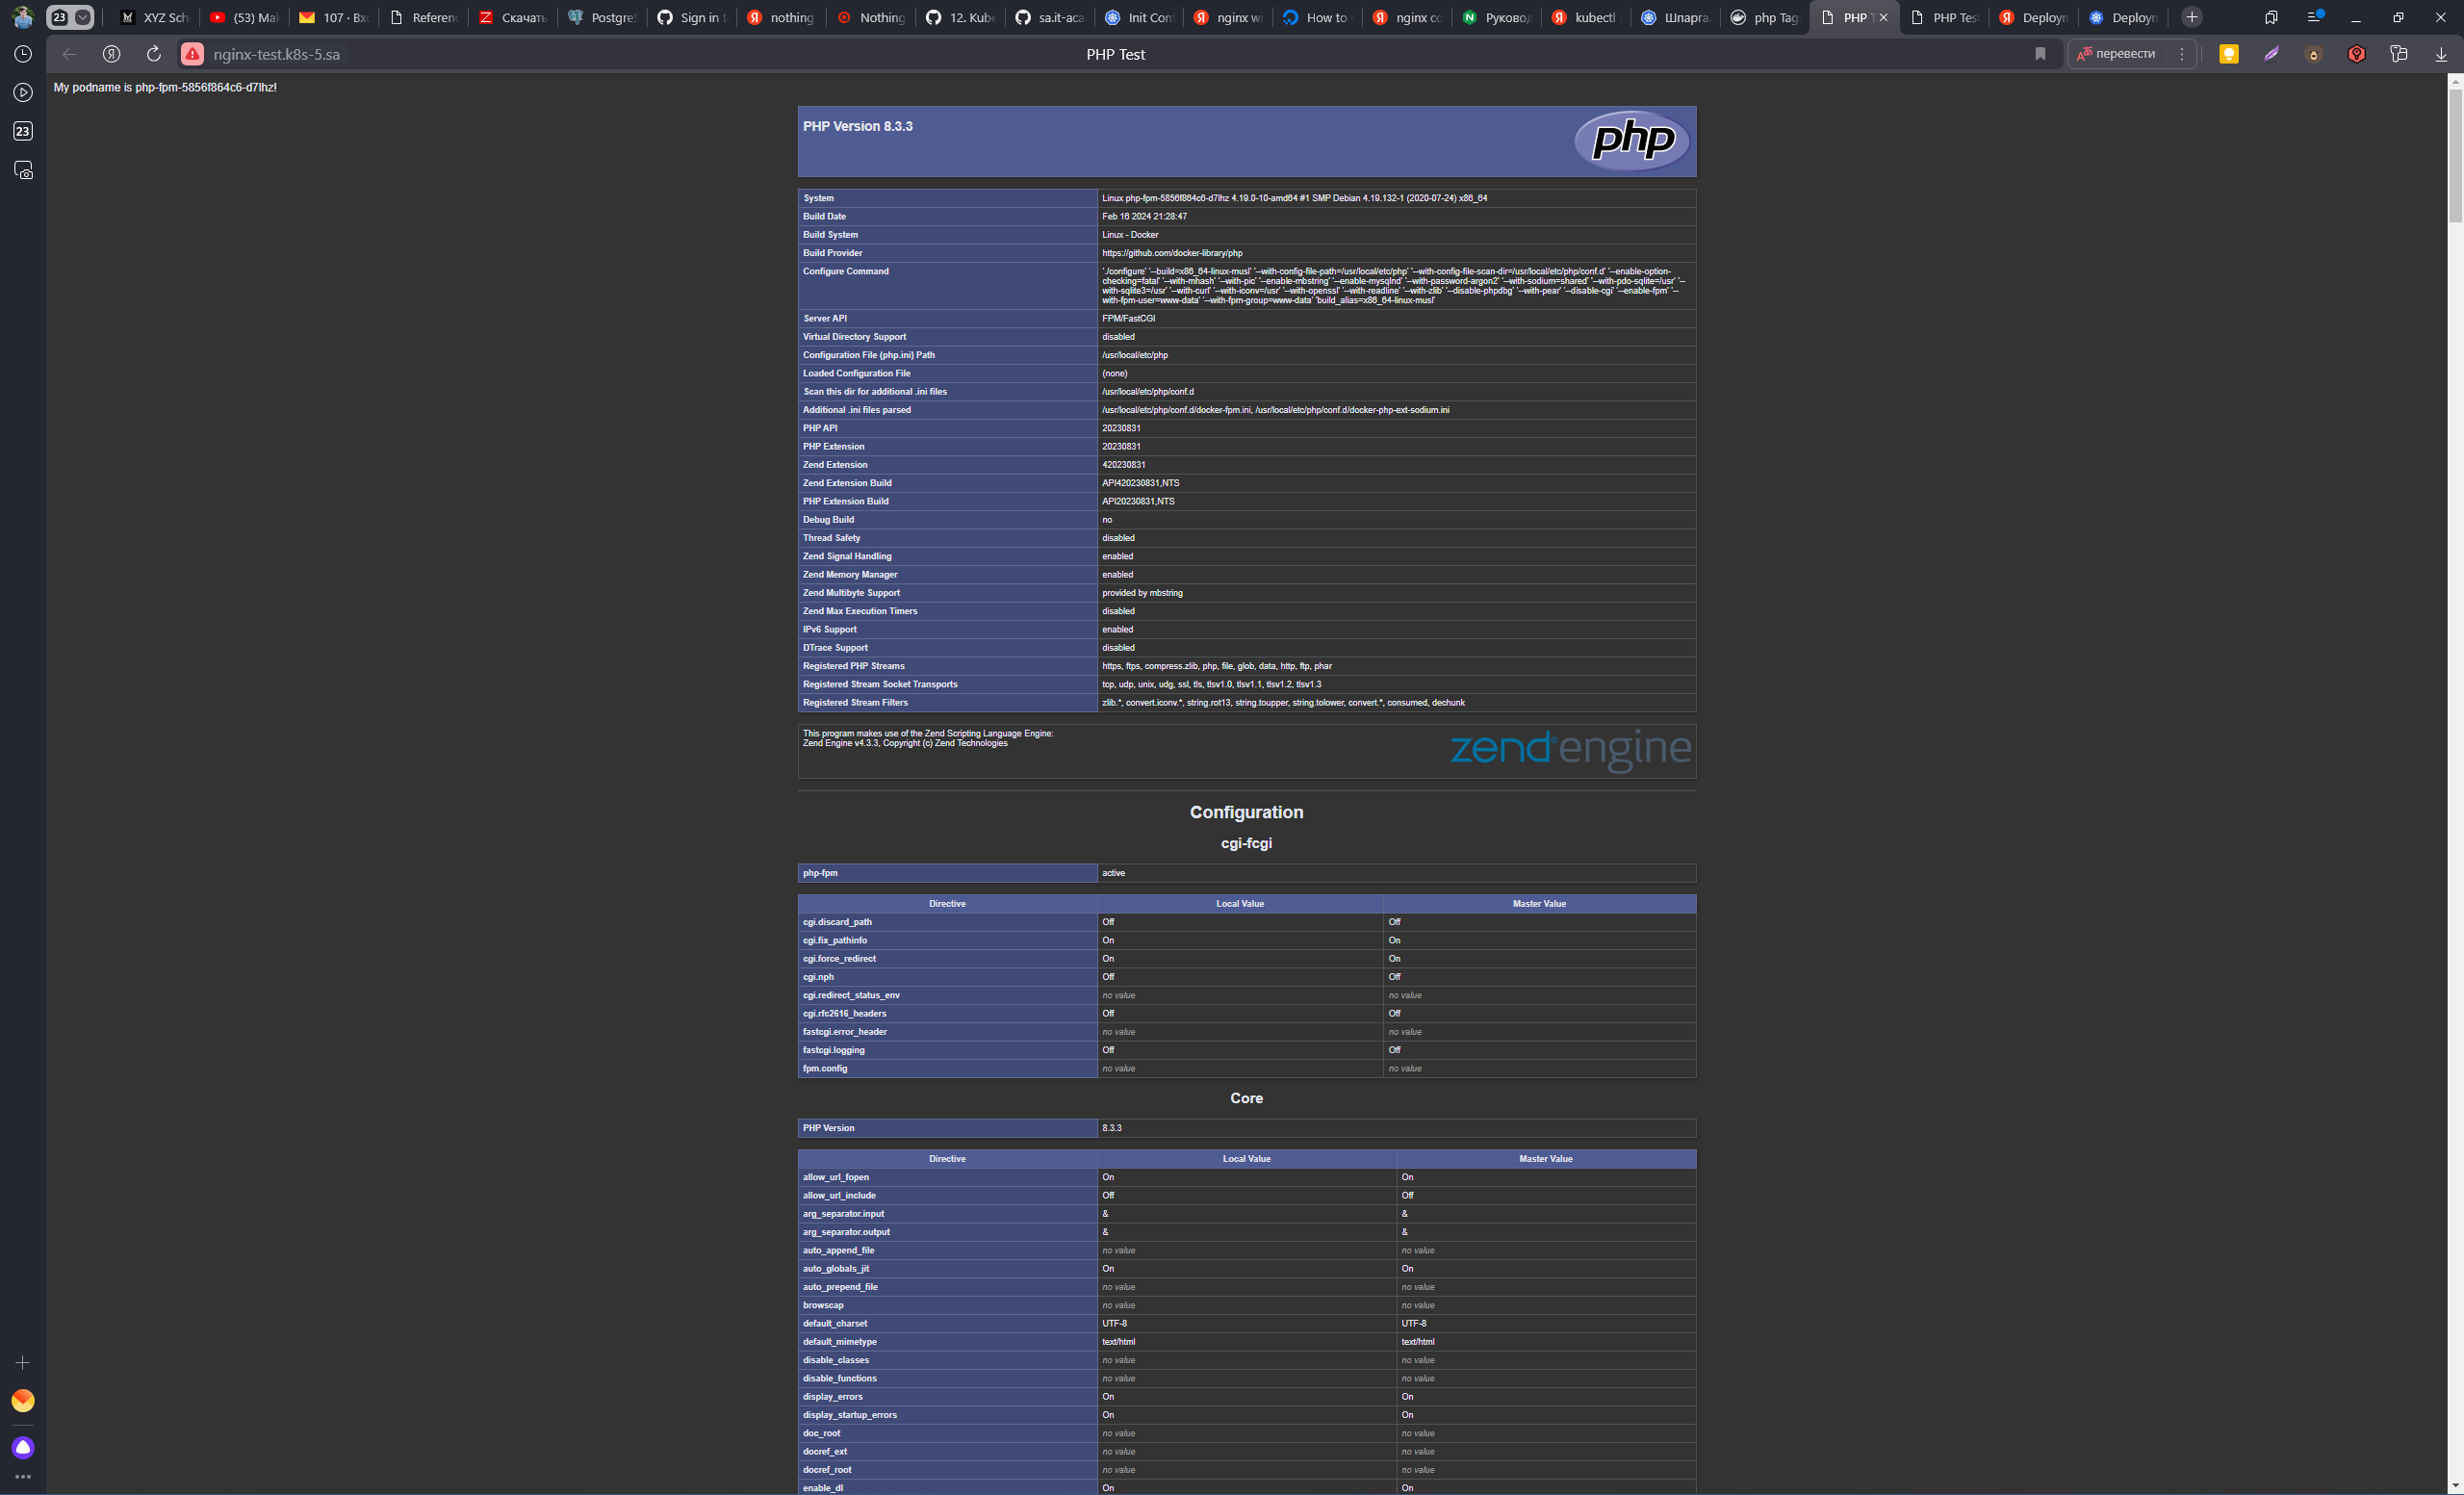 23 XYZ Sch (53) Mak 107 · Вхо Referenc Скачать PostgreS Sign in t nothing Nothing 12. Kube sa.it-aca Init Cont nginx wi How to nginx co Руковод kubectl Шпарга. php Tag PHP T PHP Tes Deploym Deploym
nginx-test.k8s-5.sa PHP Test перевести
23
My podname is php-fpm-5856f864c6-d7lhz!
PHP Version 8.3.3
php
System Linux php-fpm-5856f864c6-d7lhz 4.19.0-10-amd64 #1 SMP Debian 4.19.132-1 (2020-07-24) x86_64
Build Date Feb 16 2024 21:28:47
Build System Linux - Docker
Build Provider https://github.com/docker-library/php
Configure Command './configure' '--build=x86_64-linux-musl' '--with-config-file-path=/usr/local/etc/php' '--with-config-file-scan-dir=/usr/local/etc/php/conf.d' '--enable-option-
checking=fatal' '--with-mhash' '--with-pic' '--enable-mbstring' '--enable-mysqlnd' '--with-password-argon2' '--with-sodium=shared' '--with-pdo-sqlite=/usr' '--
with-sqlite3=/usr' '--with-curl' '--with-iconv=/usr' '--with-openssl' '--with-readline' '--with-zlib' '--disable-phpdbg' '--with-pear' '--disable-cgi' '--enable-fpm' '--
with-fpm-user=www-data' '--with-fpm-group=www-data' 'build_alias=x86_64-linux-musl'
Server API FPM/FastCGI
Virtual Directory Support disabled
Configuration File (php.ini) Path /usr/local/etc/php
Loaded Configuration File (none)
Scan this dir for additional .ini files /usr/local/etc/php/conf.d
Additional .ini files parsed /usr/local/etc/php/conf.d/docker-fpm.ini, /usr/local/etc/php/conf.d/docker-php-ext-sodium.ini
PHP API 20230831
PHP Extension 20230831
Zend Extension 420230831
Zend Extension Build API420230831,NTS
PHP Extension Build API20230831,NTS
Debug Build no
Thread Safety disabled
Zend Signal Handling enabled
Zend Memory Manager enabled
Zend Multibyte Support provided by mbstring
Zend Max Execution Timers disabled
IPv6 Support enabled
DTrace Support disabled
Registered PHP Streams https, ftps, compress.zlib, php, file, glob, data, http, ftp, phar
Registered Stream Socket Transports tcp, udp, unix, udg, ssl, tls, tlsv1.0, tlsv1.1, tlsv1.2, tlsv1.3
Registered Stream Filters zlib.*, convert.iconv.*, string.rot13, string.toupper, string.tolower, convert.*, consumed, dechunk
This program makes use of the Zend Scripting Language Engine:
Zend Engine v4.3.3, Copyright (c) Zend Technologies
zend engine
Configuration
cgi-fcgi
php-fpm active
Directive Local Value Master Value
cgi.discard_path Off Off
cgi.fix_pathinfo On On
cgi.force_redirect On On
cgi.nph Off Off
cgi.redirect_status_env no value no value
cgi.rfc2616_headers Off Off
fastcgi.error_header no value no value
fastcgi.logging Off Off
fpm.config no value no value
Core
PHP Version 8.3.3
Directive Local Value Master Value
allow_url_fopen On On
allow_url_include Off Off
arg_separator.input & &
arg_separator.output & &
auto_append_file no value no value
auto_globals_jit On On
auto_prepend_file no value no value
browscap no value no value
default_charset UTF-8 UTF-8
default_mimetype text/html text/html
disable_classes no value no value
disable_functions no value no value
display_errors On On
display_startup_errors On On
doc_root no value no value
docref_ext no value no value
docref_root no value no value
enable_dl On On